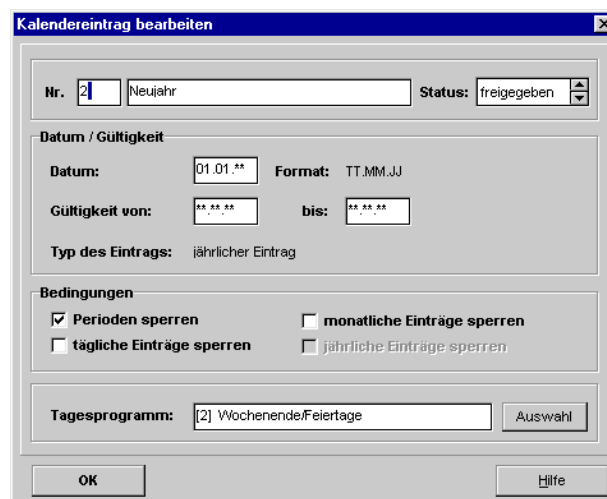 Kalendereintrag bearbeiten
Nr. 2 Neujahr Status: freigegeben
Datum / Gültigkeit
Datum: 01.01.** Format: TT.MM.JJ
Gültigkeit von: **.**.** bis: **.**.**
Typ des Eintrags: jährlicher Eintrag
Bedingungen
Perioden sperren monatliche Einträge sperren
tägliche Einträge sperren jährliche Einträge sperren
Tagesprogramm: [2] Wochenende/Feiertage Auswahl
OK Hilfe